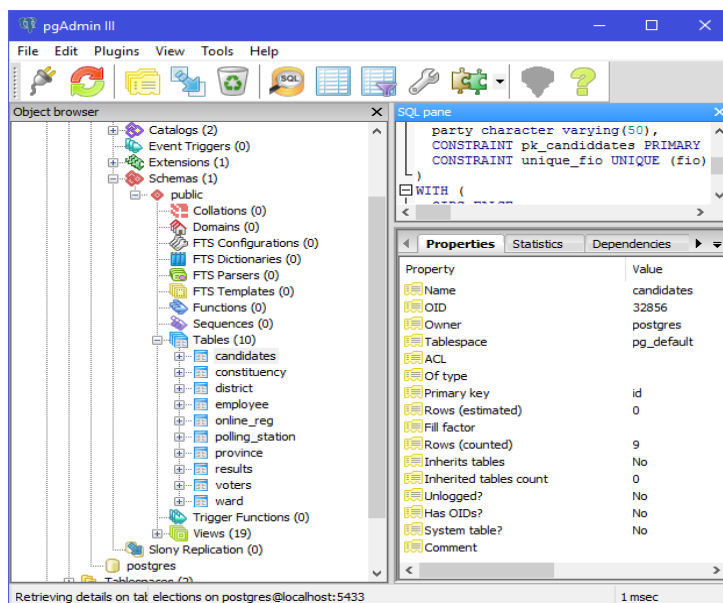 pgAdmin III
File Edit Plugins View Tools Help
SQL
Object browser
Catalogs (2)
Event Triggers (0)
Extensions (1)
Schemas (1)
public
Collations (0)
Domains (0)
FTS Configurations (0)
FTS Dictionaries (0)
FTS Parsers (0)
FTS Templates (0)
Functions (0)
Sequences (0)
Tables (10)
candidates
constituency
district
employee
online_reg
polling_station
province
results
voters
ward
Trigger Functions (0)
Views (19)
Slony Replication (0)
postgres
Tablespaces (2)
SQL pane
party character varying(50),
CONSTRAINT pk_candiddates PRIMARY
CONSTRAINT unique_fio UNIQUE (fio)
)
WITH (
OIDS=FALSE
Properties Statistics Dependencies
Property Value
Name candidates
OID 32856
Owner postgres
Tablespace pg_default
ACL
Of type
Primary key id
Rows (estimated) 0
Fill factor
Rows (counted) 9
Inherits tables No
Inherited tables count 0
Unlogged? No
Has OIDs? No
System table? No
Comment
Retrieving details on tal elections on postgres@localhost:5433 1 msec